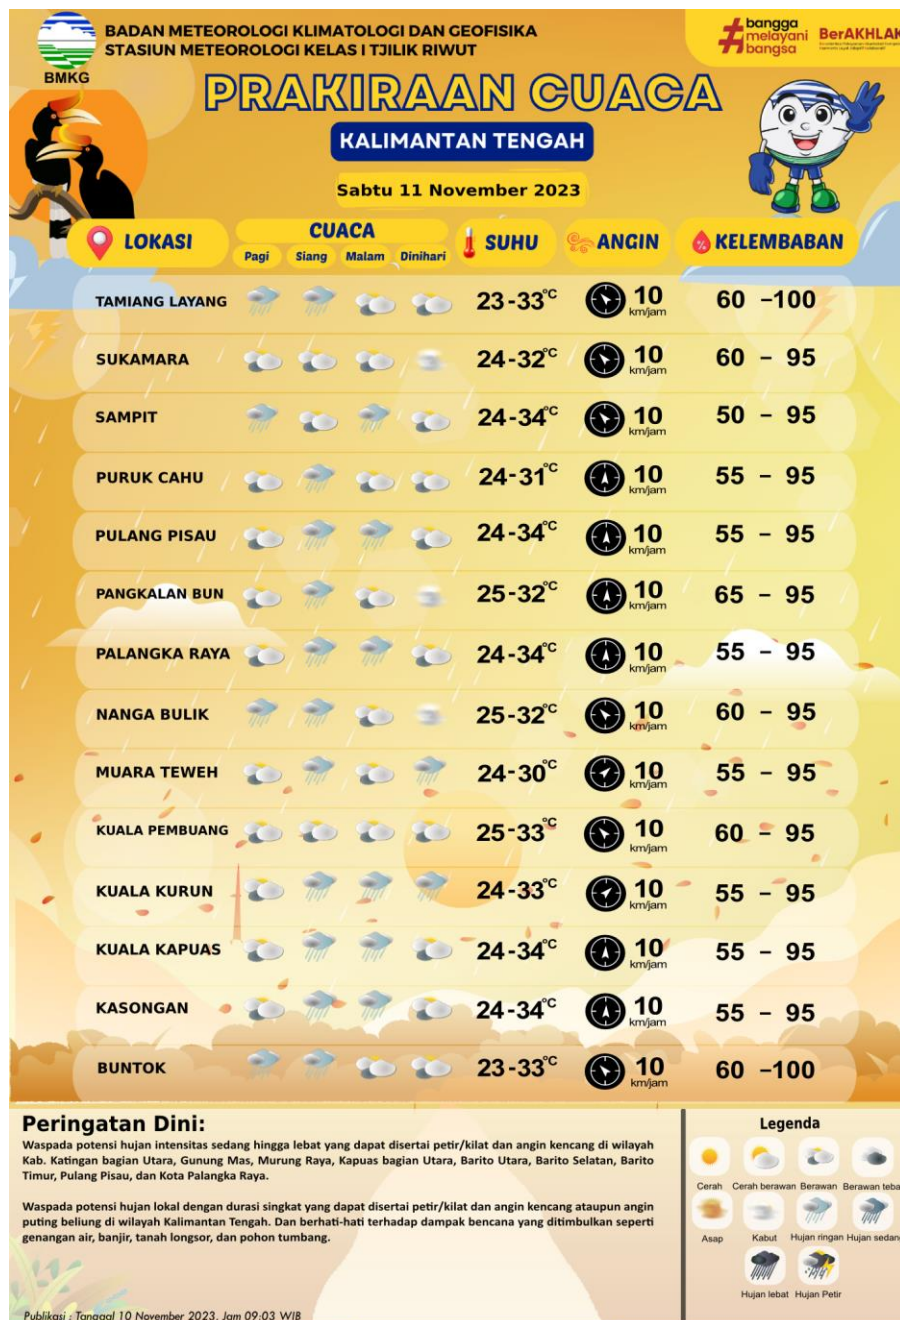 BADAN METEOROLOGI KLIMATOLOGI DAN GEOFISIKA
STASIUN METEOROLOGI KELAS I TJILIK RIWUT
BMKG
# bangga melayani bangsa
BerAKHLAK
PRAKIRAAN CUACA
KALIMANTAN TENGAH
Sabtu 11 November 2023
LOKASI CUACA SUHU ANGIN % KELEMBABAN
Pagi Siang Malam Dinihari
TAMIANG LAYANG 23-33°C 10 km/jam 60 –100
SUKAMARA 24-32°C 10 km/jam 60 – 95
SAMPIT 24-34°C 10 km/jam 50 – 95
PURUK CAHU 24-31°C 10 km/jam 55 – 95
PULANG PISAU 24-34°C 10 km/jam 55 – 95
PANGKALAN BUN 25-32°C 10 km/jam 65 – 95
PALANGKA RAYA 24-34°C 10 km/jam 55 – 95
NANGA BULIK 25-32°C 10 km/jam 60 – 95
MUARA TEWEH 24-30°C 10 km/jam 55 – 95
KUALA PEMBUANG 25-33°C 10 km/jam 60 – 95
KUALA KURUN 24-33°C 10 km/jam 55 – 95
KUALA KAPUAS 24-34°C 10 km/jam 55 – 95
KASONGAN 24-34°C 10 km/jam 55 – 95
BUNTOK 23-33°C 10 km/jam 60 –100
Peringatan Dini:
Waspada potensi hujan intensitas sedang hingga lebat yang dapat disertai petir/kilat dan angin kencang di wilayah
Kab. Katingan bagian Utara, Gunung Mas, Murung Raya, Kapuas bagian Utara, Barito Utara, Barito Selatan, Barito
Timur, Pulang Pisau, dan Kota Palangka Raya.
Waspada potensi hujan lokal dengan durasi singkat yang dapat disertai petir/kilat dan angin kencang ataupun angin
puting beliung di wilayah Kalimantan Tengah. Dan berhati-hati terhadap dampak bencana yang ditimbulkan seperti
genangan air, banjir, tanah longsor, dan pohon tumbang.
Publikasi : Tanggal 10 November 2023, Jam 09:03 WIB
Legenda
Cerah Cerah berawan Berawan Berawan teba
Asap Kabut Hujan ringan Hujan sedan
Hujan lebat Hujan Petir